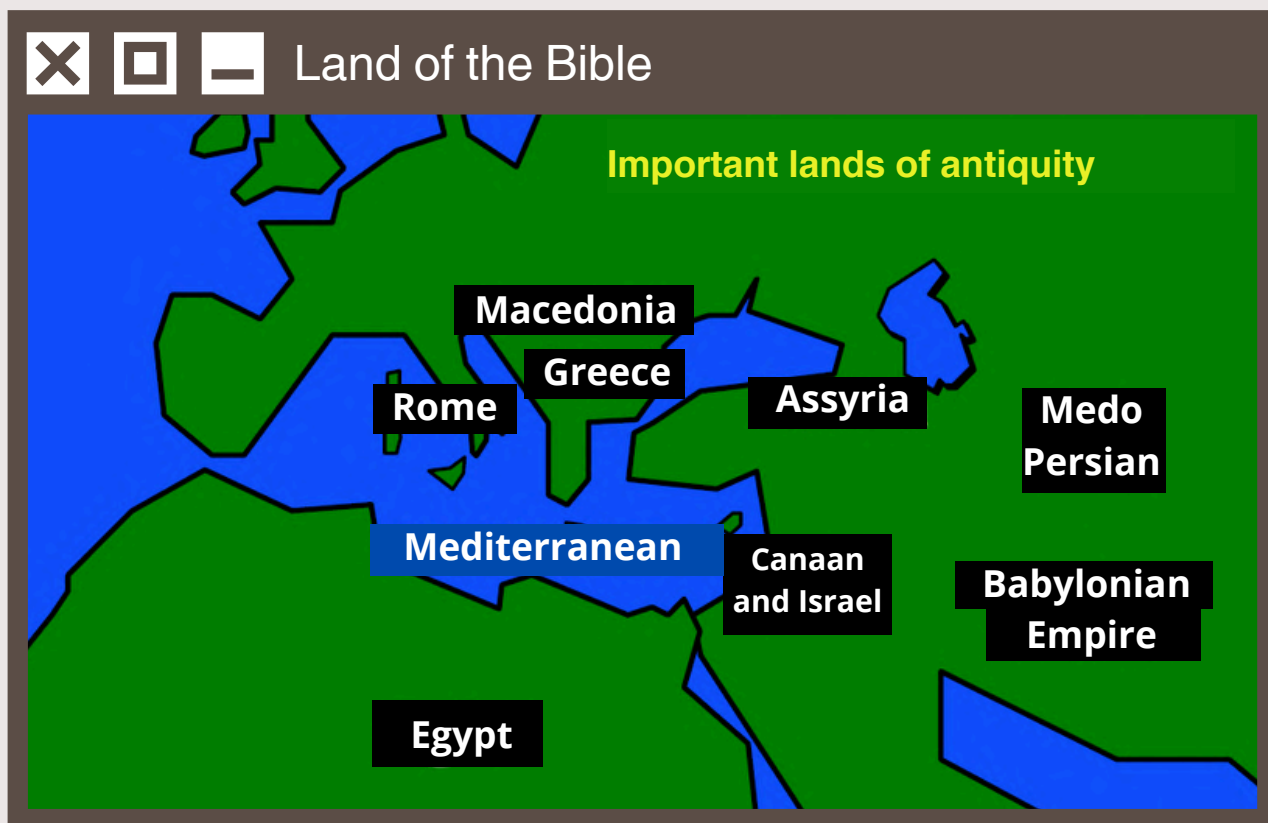 Land of the Bible
Important lands of antiquity
Macedonia
Greece
Rome
Assyria
Medo
Persian
Mediterranean
Canaan
and Israel
Babylonian
Empire
Egypt